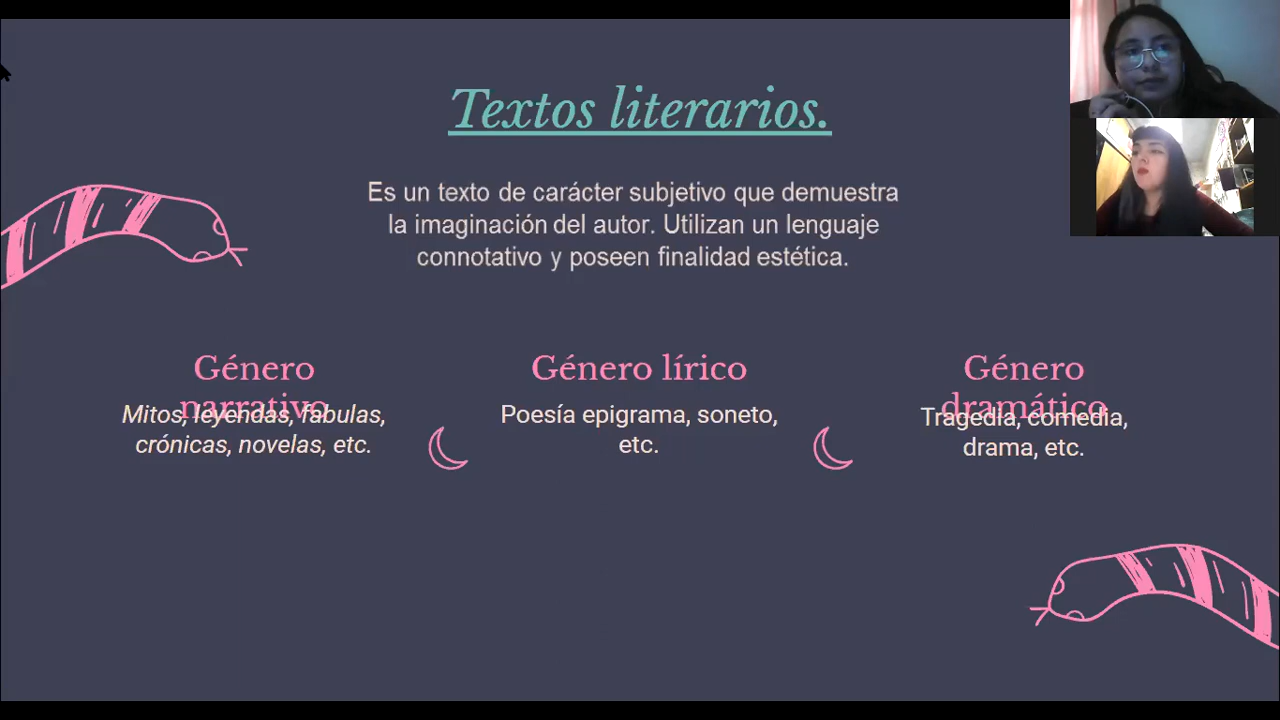 Textos literarios.
Es un texto de carácter subjetivo que demuestra
la imaginación del autor. Utilizan un lenguaje
connotativo y poseen finalidad estética.
Género
narrativo
Mitos, leyendas, fabulas,
crónicas, novelas, etc.
Género lírico
Poesía epigrama, soneto,
etc.
Género
dramático
Tragedia, comedia,
drama, etc.